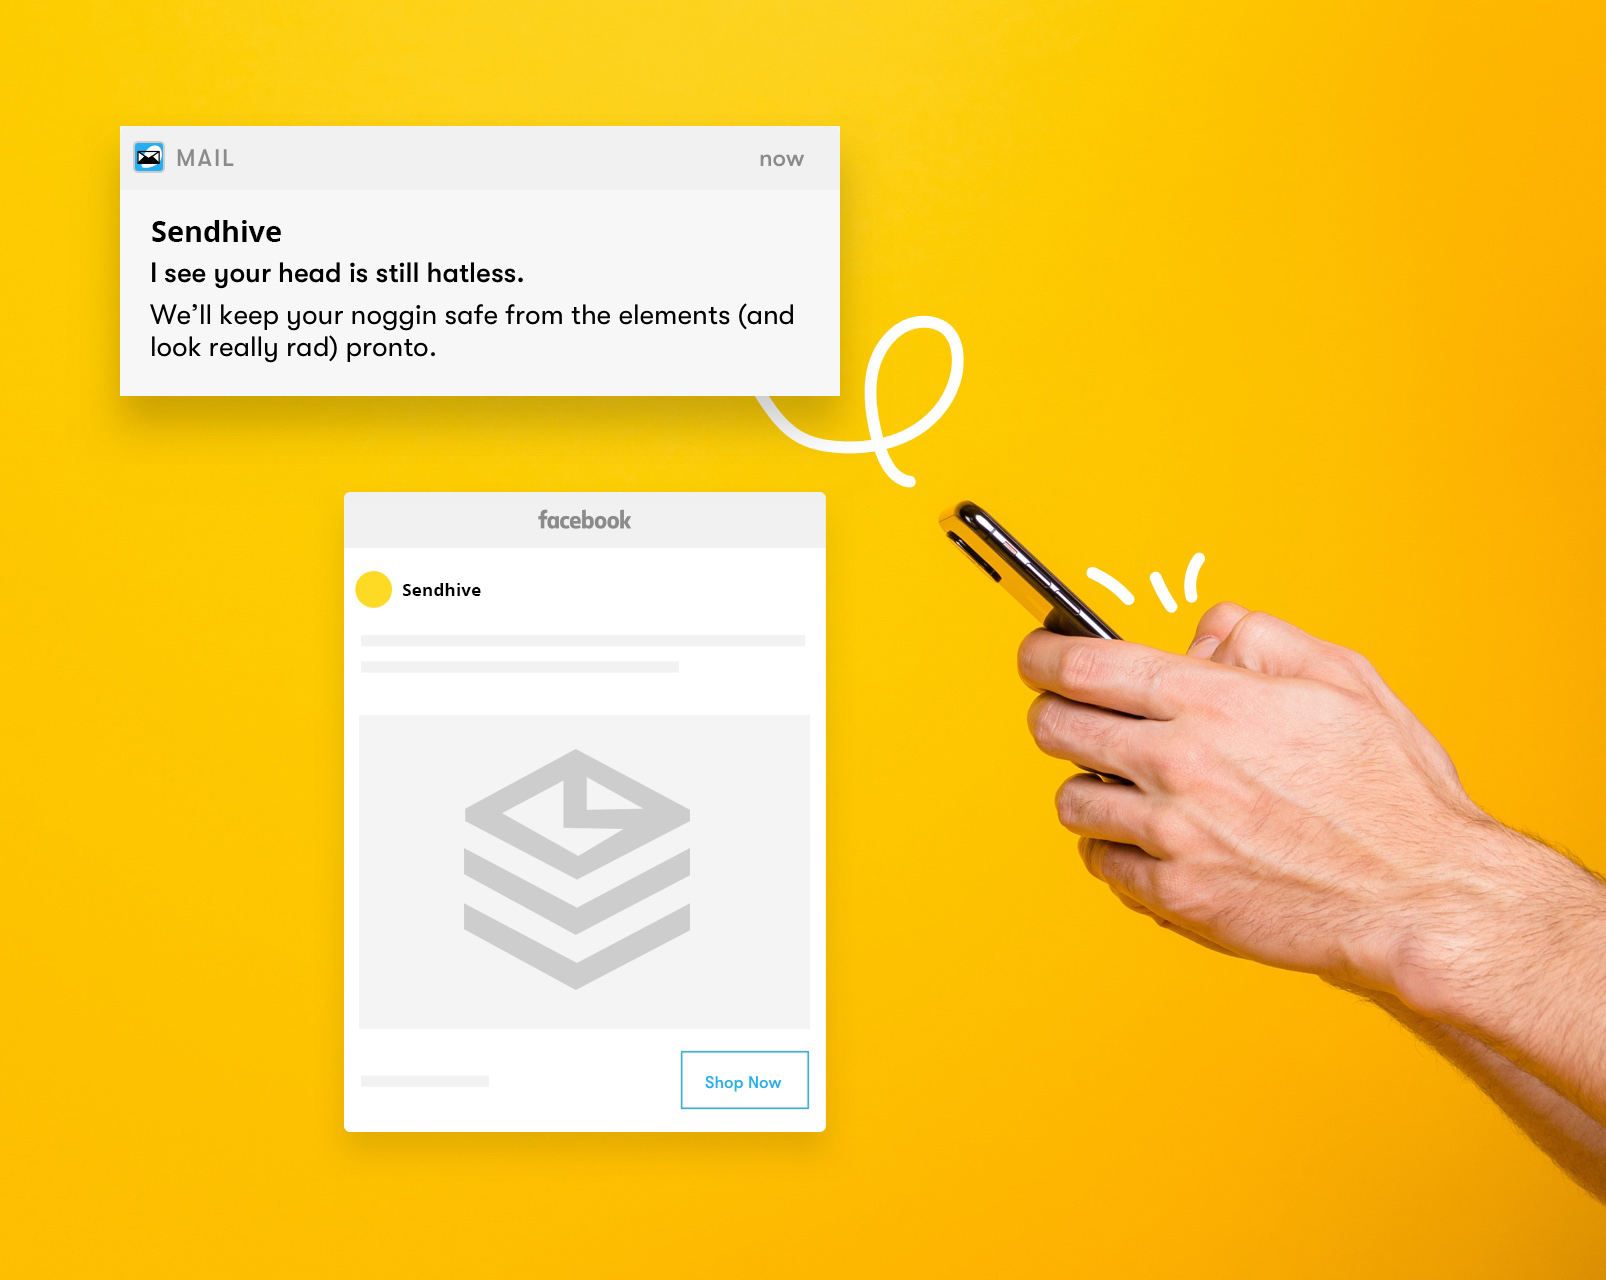 MAIL
now
Sendhive
I see your head is still hatless.
We’ll keep your noggin safe from the elements (and
look really rad) pronto.
facebook
Sendhive
Shop Now